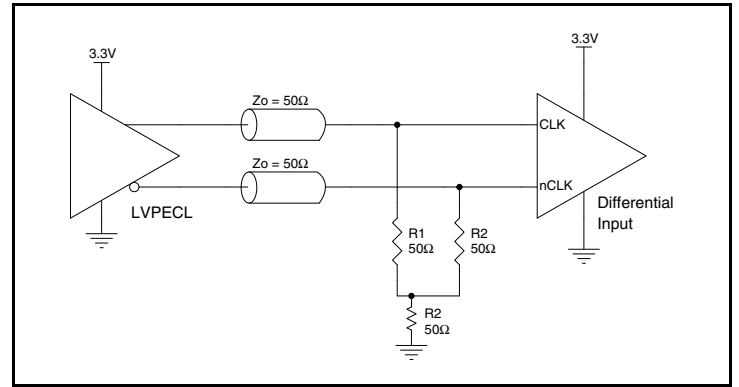 3.3V
3.3V
Zo = 50Ω
CLK
Zo = 50Ω
nCLK
LVPECL
Differential
Input
R1
50Ω
R2
50Ω
R2
50Ω